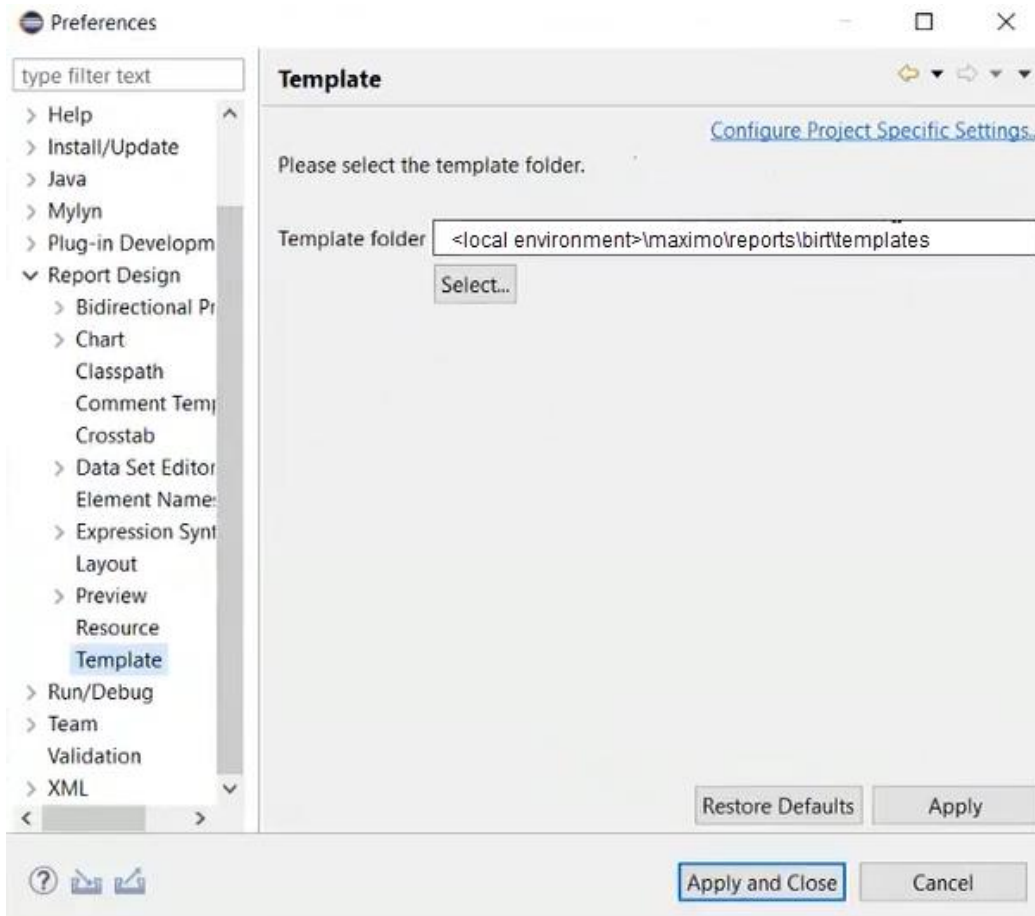 Preferences
type filter text
Help
Install/Update
Java
Mylyn
Plug-in Developm
Report Design
Bidirectional Pr
Chart
Classpath
Comment Temp
Crosstab
Data Set Editor
Element Names
Expression Synt
Layout
Preview
Resource
Template
Run/Debug
Team
Validation
XML
Template
Configure Project Specific Settings..
Please select the template folder.
Template folder <local environment>\maximo\reports\birt\templates
Select...
Restore Defaults Apply
Apply and Close Cancel